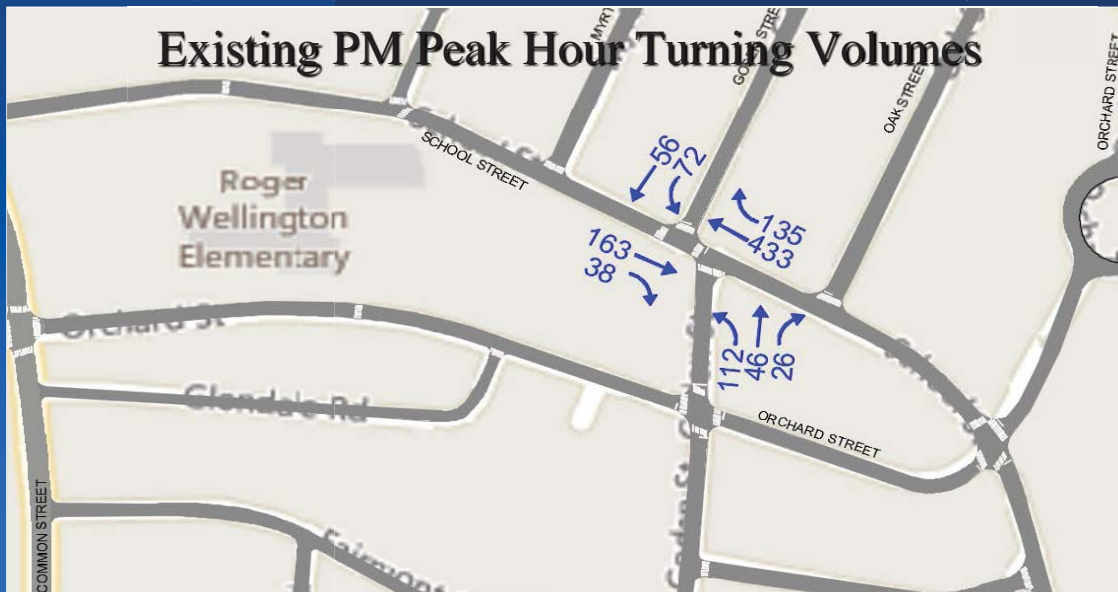 Existing PM Peak Hour Turning Volumes
ORCHARD STREET
OAK STREET
SCHOOL STREET
56
72
135
433
163
38
112
46
26
Roger
Wellington
Elementary
Orchard St
Glendale Rd
ORCHARD STREET
COMMON STREET
Fairmont